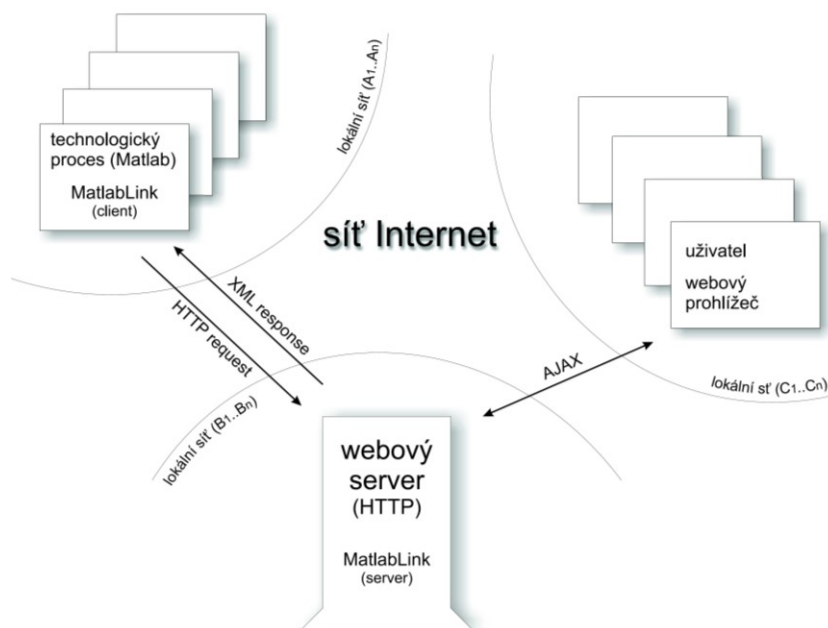 technologický
proces (Matlab)
MatlabLink
(client)
lokální síť (A1..An)
síť Internet
uživatel
webový
prohlížeč
lokální sť (C1..Cn)
XML response
HTTP request
AJAX
lokální síť (B1..Bn)
webový
server
(HTTP)
MatlabLink
(server)